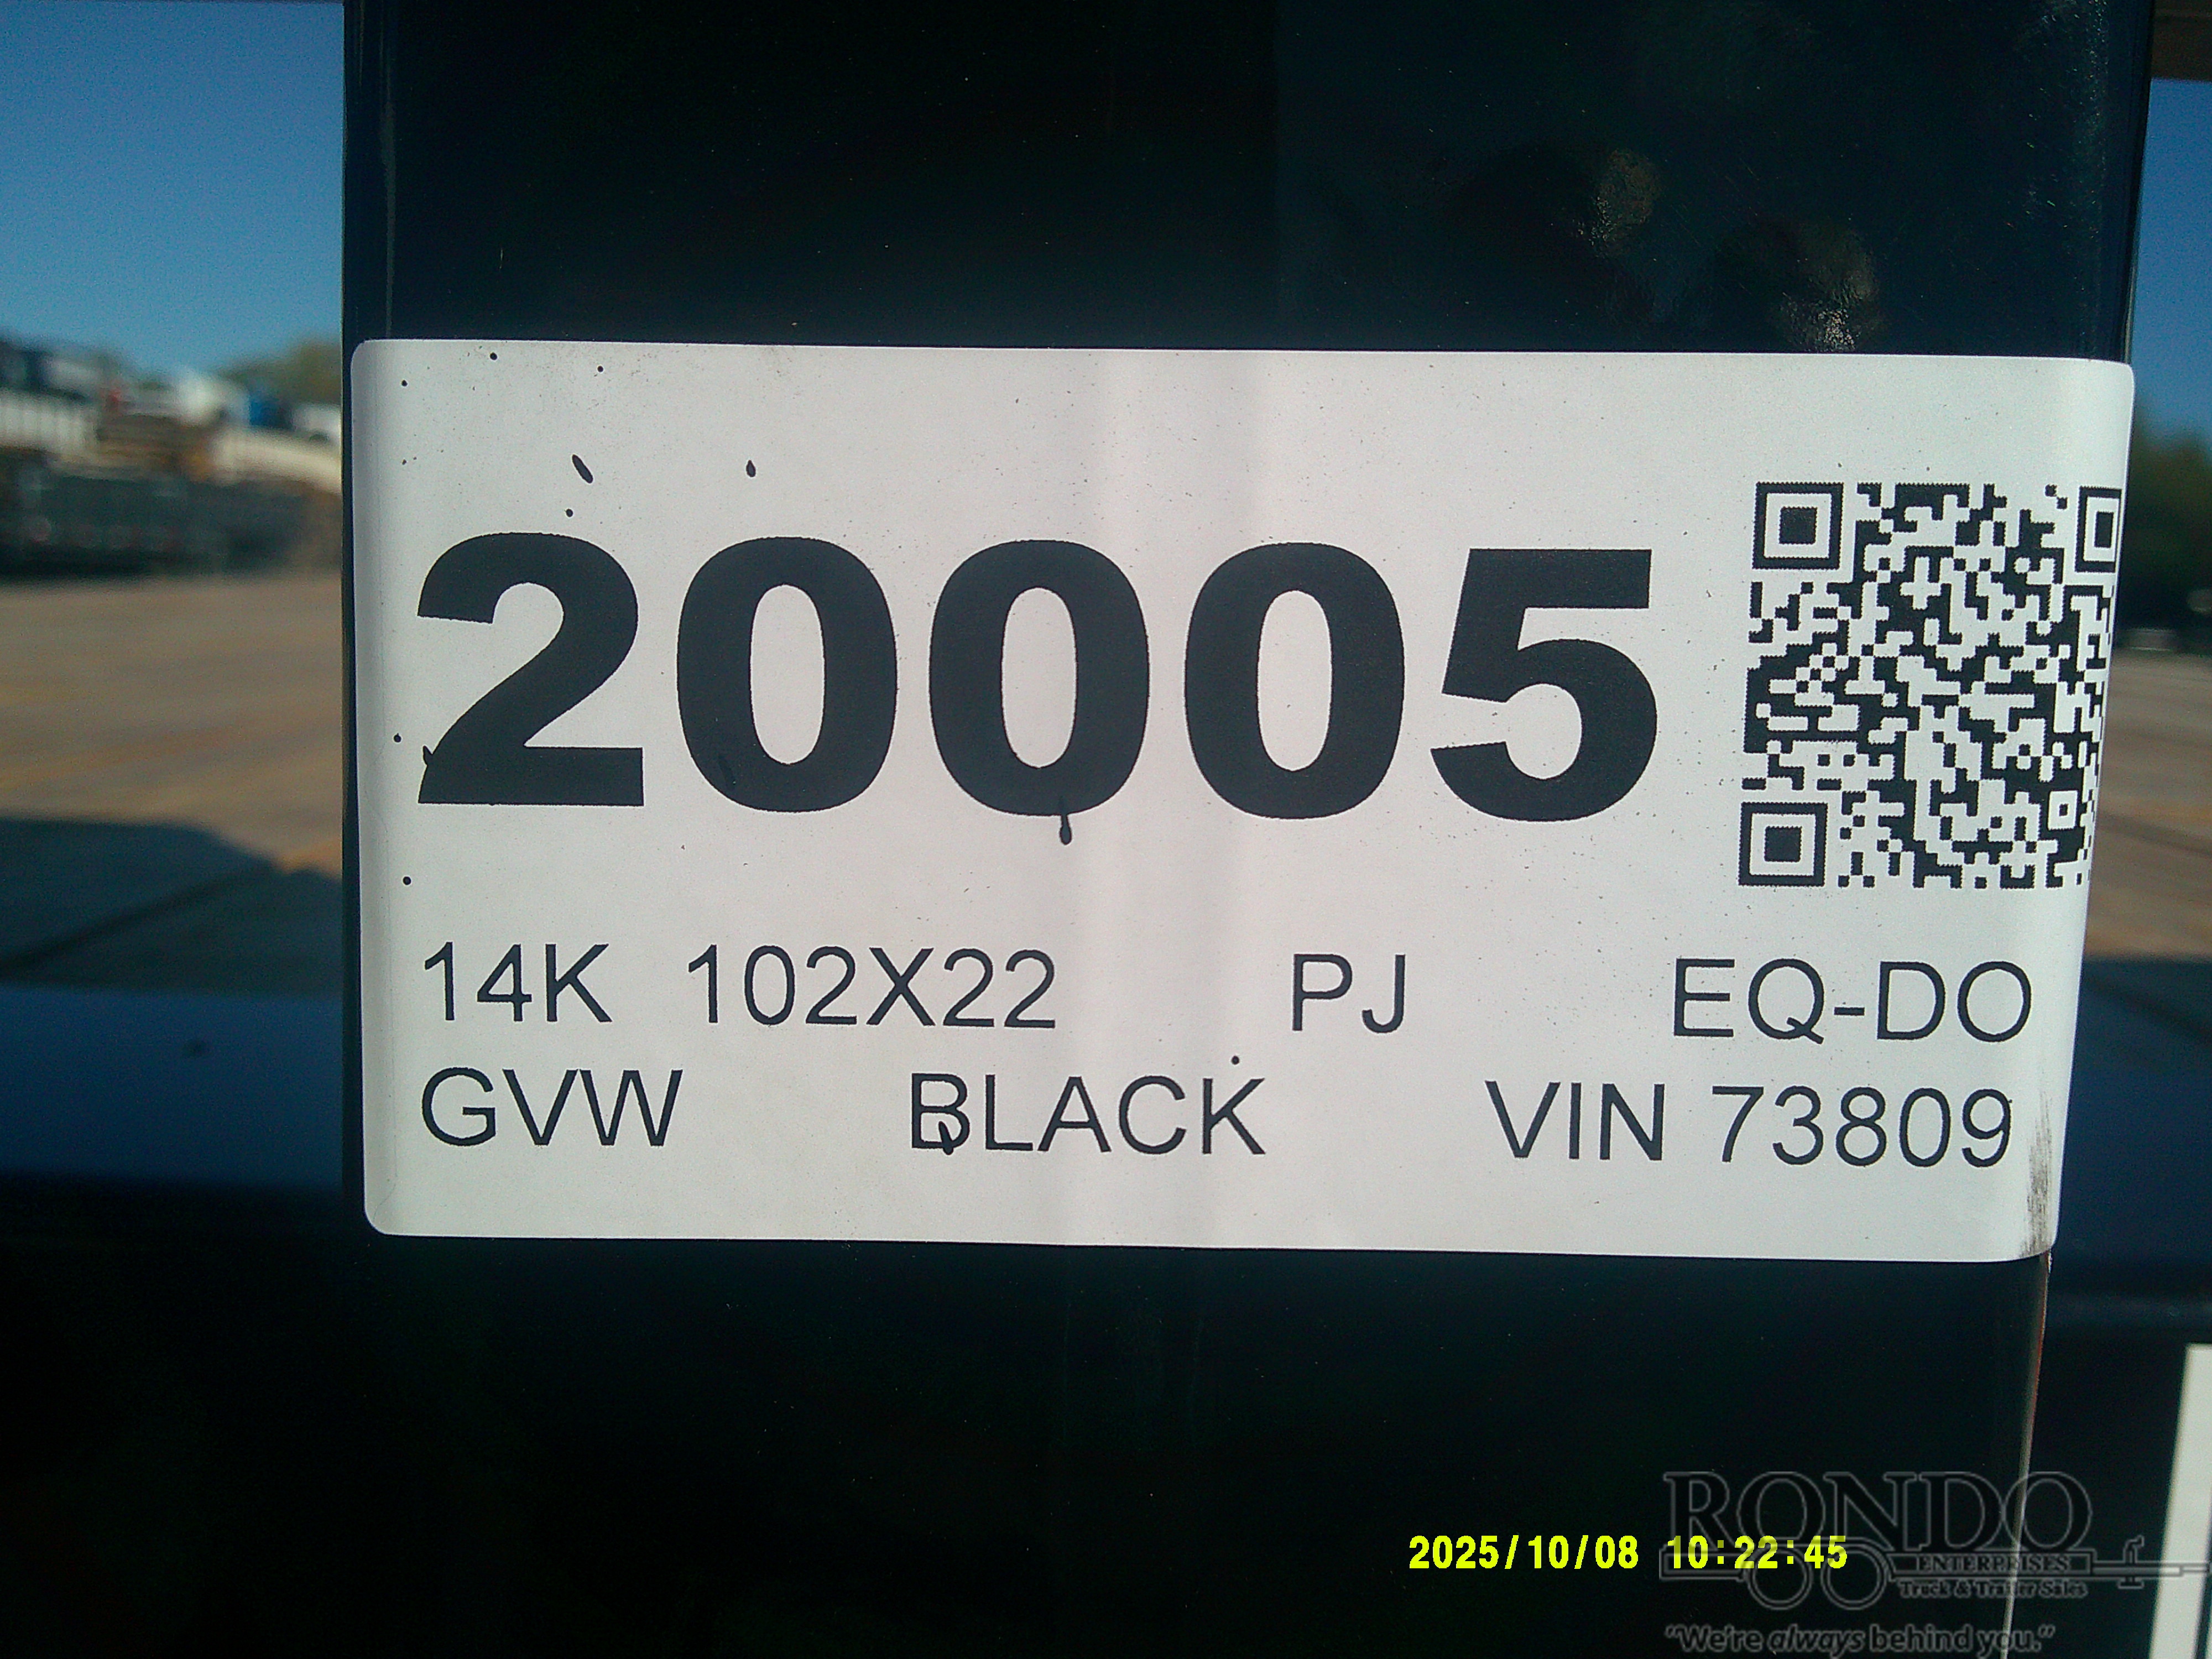 20005
14K 102X22 PJ EQ-DO
GVW BLACK VIN 73809
2025/10/08 10:22:45
RONDO
ENTERPRISES
Truck & Trailer Sales
"We're always behind you."